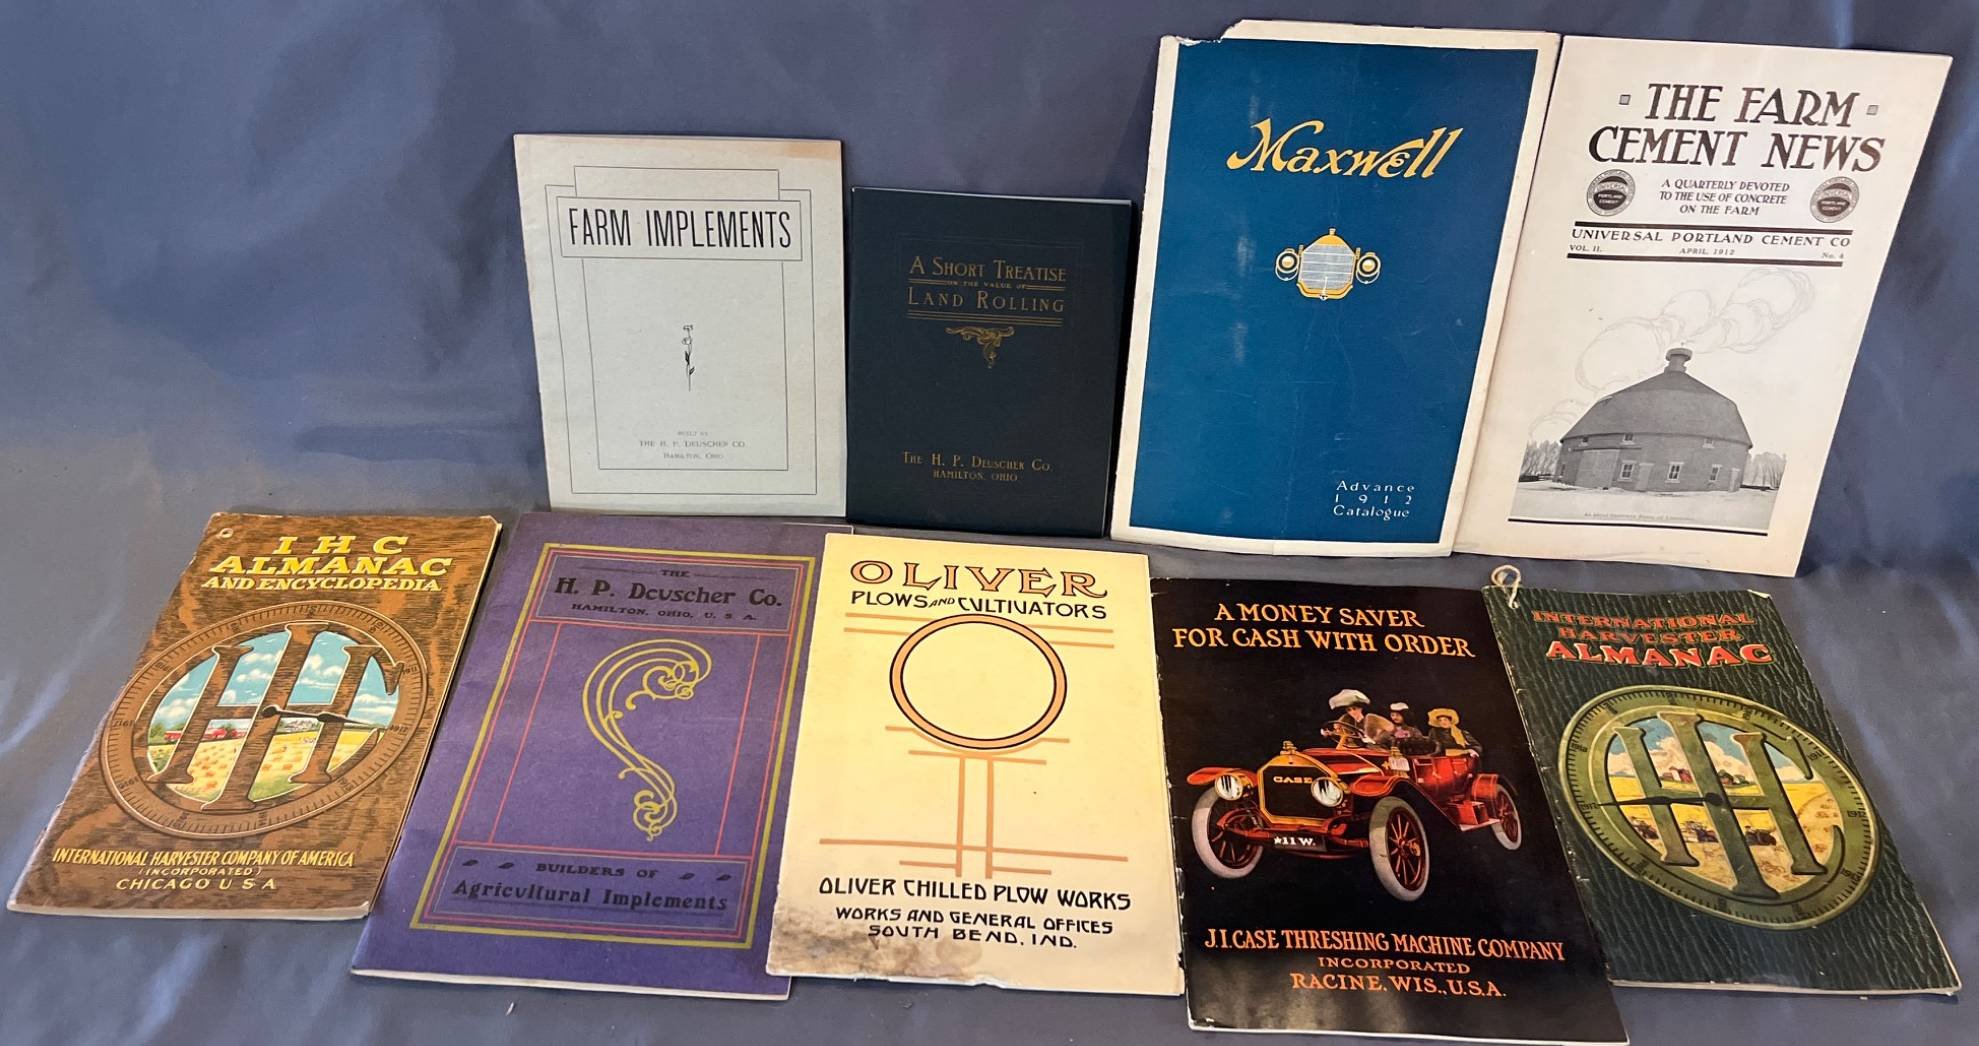 FARM IMPLEMENTS
BUILT BY
THE H. P. DEUSCHER CO.
HAMILTON, OHIO
A SHORT TREATISE
ON THE VALUE OF
LAND ROLLING
THE H. P. DEUSCHER CO.
HAMILTON, OHIO
Maxwell
Advance
1912
Catalogue
THE FARM
CEMENT NEWS
A QUARTERLY DEVOTED
TO THE USE OF CONCRETE
ON THE FARM
UNIVERSAL PORTLAND CEMENT CO
VOL. II. APRIL 1912 No. 4
I H C
ALMANAC
AND ENCYCLOPEDIA
IHC
INTERNATIONAL HARVESTER COMPANY OF AMERICA
(INCORPORATED)
CHICAGO U S A
THE
H. P. Deuscher Co.
HAMILTON, OHIO, U. S. A.
BUILDERS OF
Agricultural Implements
OLIVER
PLOWS AND CULTIVATORS
OLIVER CHILLED PLOW WORKS
WORKS AND GENERAL OFFICES
SOUTH BEND, IND.
A MONEY SAVER
FOR CASH WITH ORDER
CASE
★11 W.
J.I. CASE THRESHING MACHINE COMPANY
INCORPORATED
RACINE, WIS., U.S.A.
INTERNATIONAL
HARVESTER
ALMANAC
IHC
1912